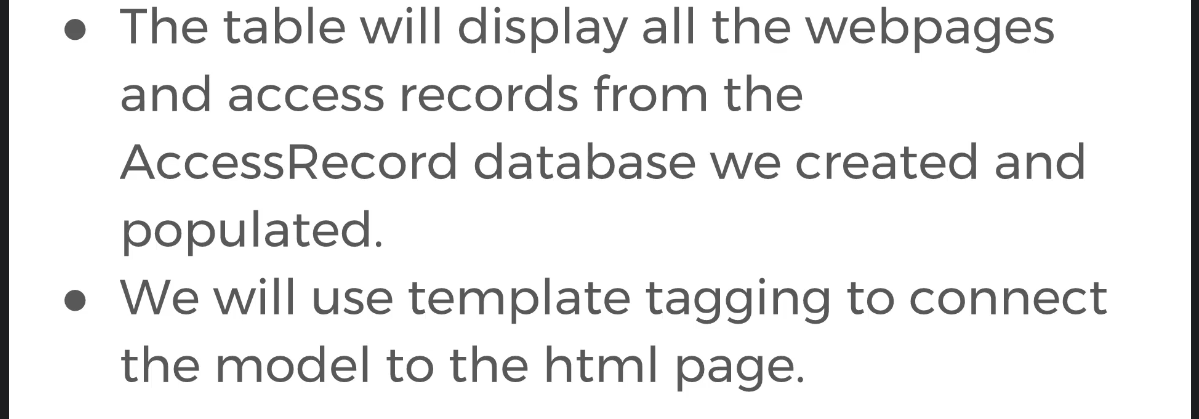 ● The table will display all the webpages
and access records from the
AccessRecord database we created and
populated.
● We will use template tagging to connect
the model to the html page.